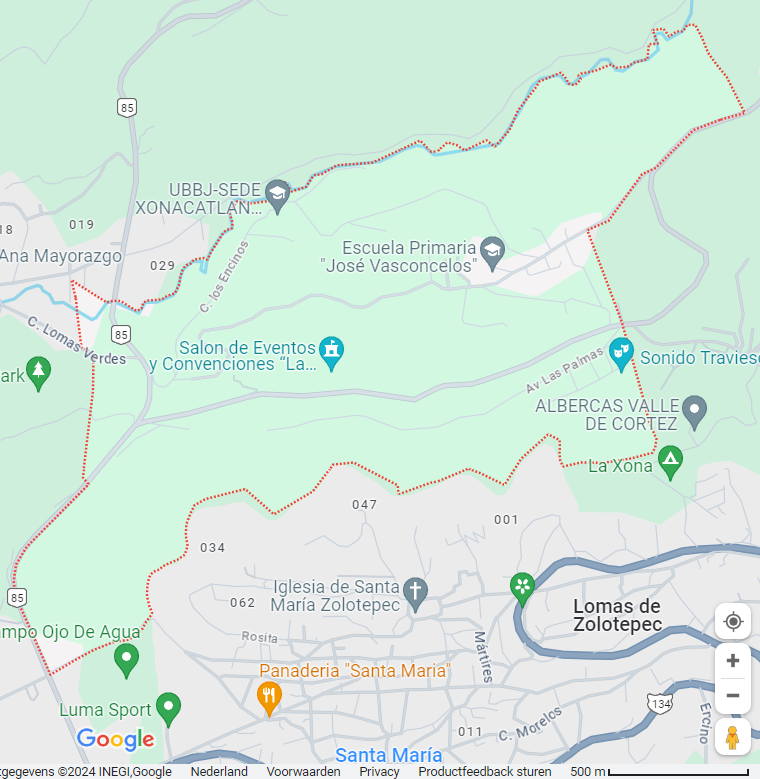 85
UBBJ-SEDE
XONACATLAN...
18
019
Ana Mayorazgo
029
C. los Encinos
Escuela Primaria
"José Vasconcelos"
C. Lomas Verdes
85
Salon de Eventos
y Convenciones “La...
Sonido Travieso
Av Las Palmas
ark
ALBERCAS VALLE
DE CORTEZ
La Xona
047
001
034
85
062
Iglesia de Santa
María Zolotepec
Lomas de
Zolotepec
ampo Ojo De Agua
Rosita
Mártires
Panaderia "Santa Maria"
Luma Sport
134
Ercino
011
C. Morelos
Google
Santa María
tgegevens ©2024 INEGI,Google Nederland Voorwaarden Privacy Productfeedback sturen 500 m